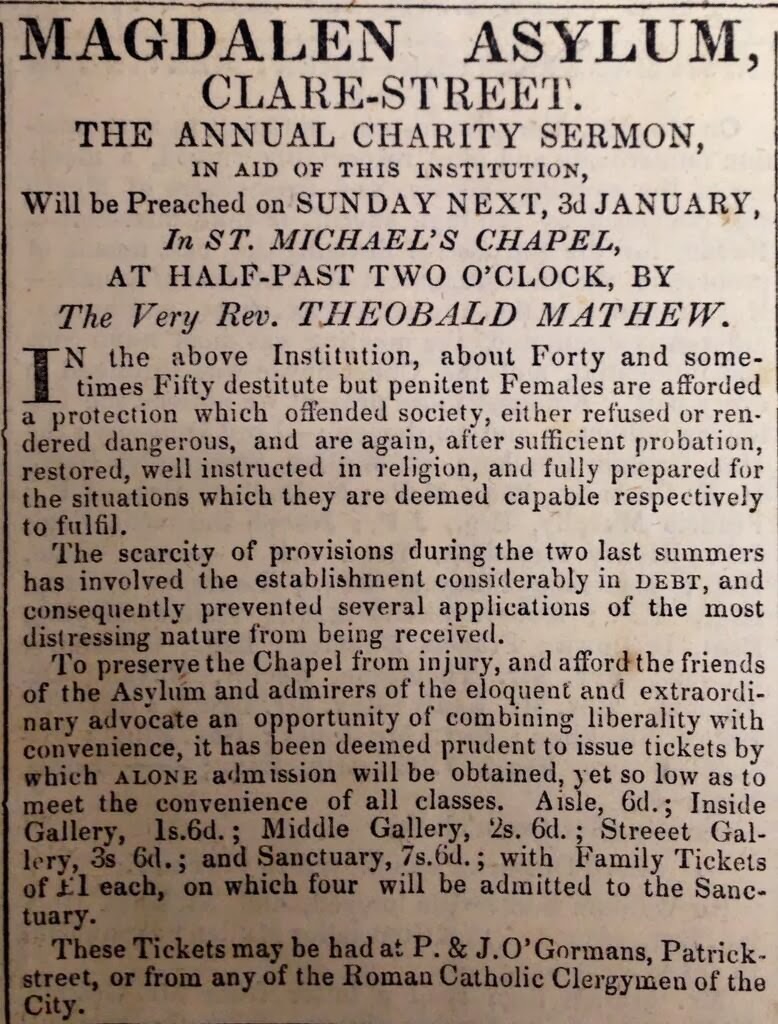 MAGDALEN ASYLUM,
CLARE-STREET.
THE ANNUAL CHARITY SERMON,
IN AID OF THIS INSTITUTION,
Will be Preached on SUNDAY NEXT, 3d JANUARY,
In ST. MICHAEL'S CHAPEL,
AT HALF-PAST TWO O'CLOCK, BY
The Very Rev. THEOBALD MATHEW.
IN the above Institution, about Forty and some-
times Fifty destitute but penitent Females are afforded
a protection which offended society, either refused or ren-
dered dangerous, and are again, after sufficient probation,
restored, well instructed in religion, and fully prepared for
the situations which they are deemed capable respectively
to fulfil.
The scarcity of provisions during the two last summers
has involved the establishment considerably in DEBT, and
consequently prevented several applications of the most
distressing nature from being received.
To preserve the Chapel from injury, and afford the friends
of the Asylum and admirers of the eloquent and extraordi-
nary advocate an opportunity of combining liberality with
convenience, it has been deemed prudent to issue tickets by
which ALONE admission will be obtained, yet so low as to
meet the convenience of all classes. Aisle, 6d.; Inside
Gallery, 1s.6d.; Middle Gallery, 2s. 6d.; Streeet Gal-
lery, 3s 6d.; and Sanctuary, 7s.6d.; with Family Tickets
of £1 each, on which four will be admitted to the Sanc-
tuary.
These Tickets may be had at P. & J.O'Gormans, Patrick-
street, or from any of the Roman Catholic Clergymen of the
City.